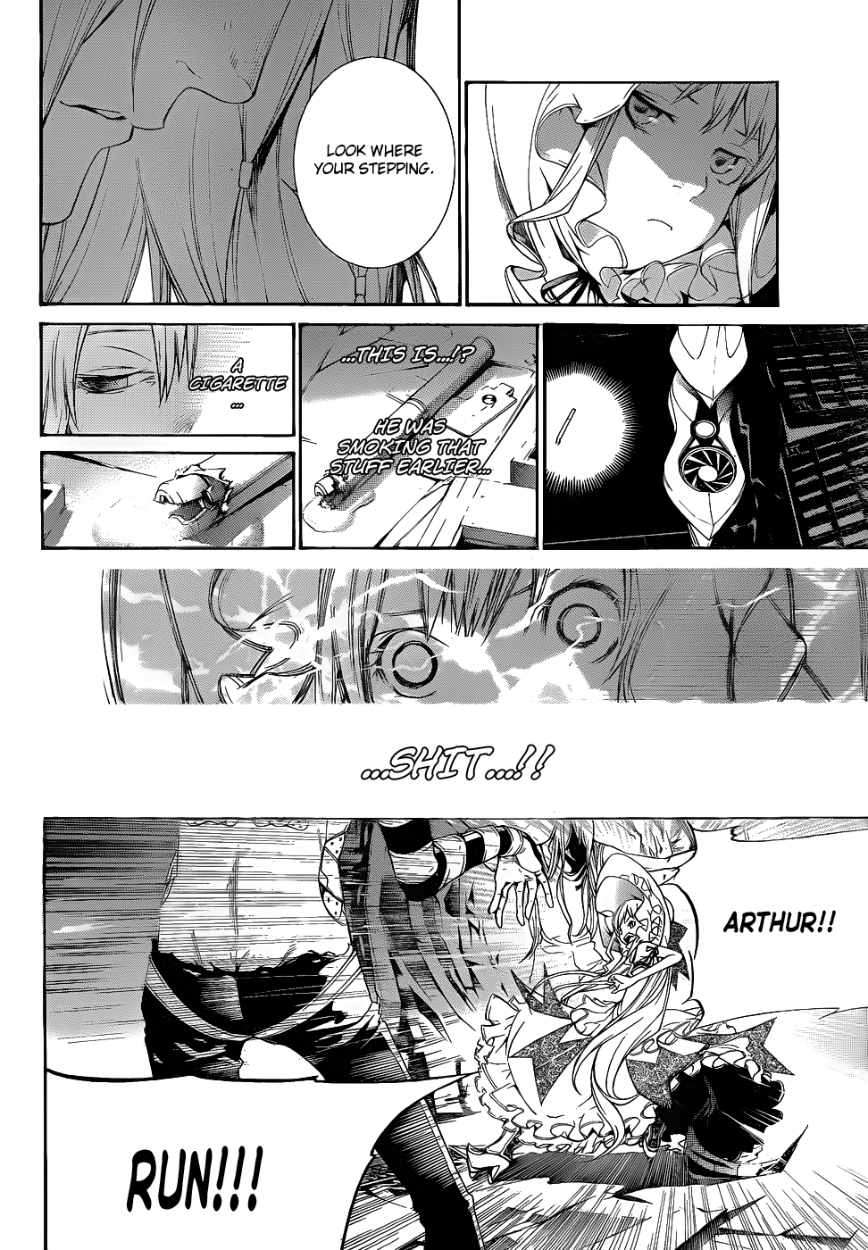 LOOK WHERE
YOUR STEPPING.
...THIS IS...!?
HE WAS
SMOKING THAT
STUFF EARLIER...
A
CIGARETTE
...
...SHIT...!!
ARTHUR!!
RUN!!!